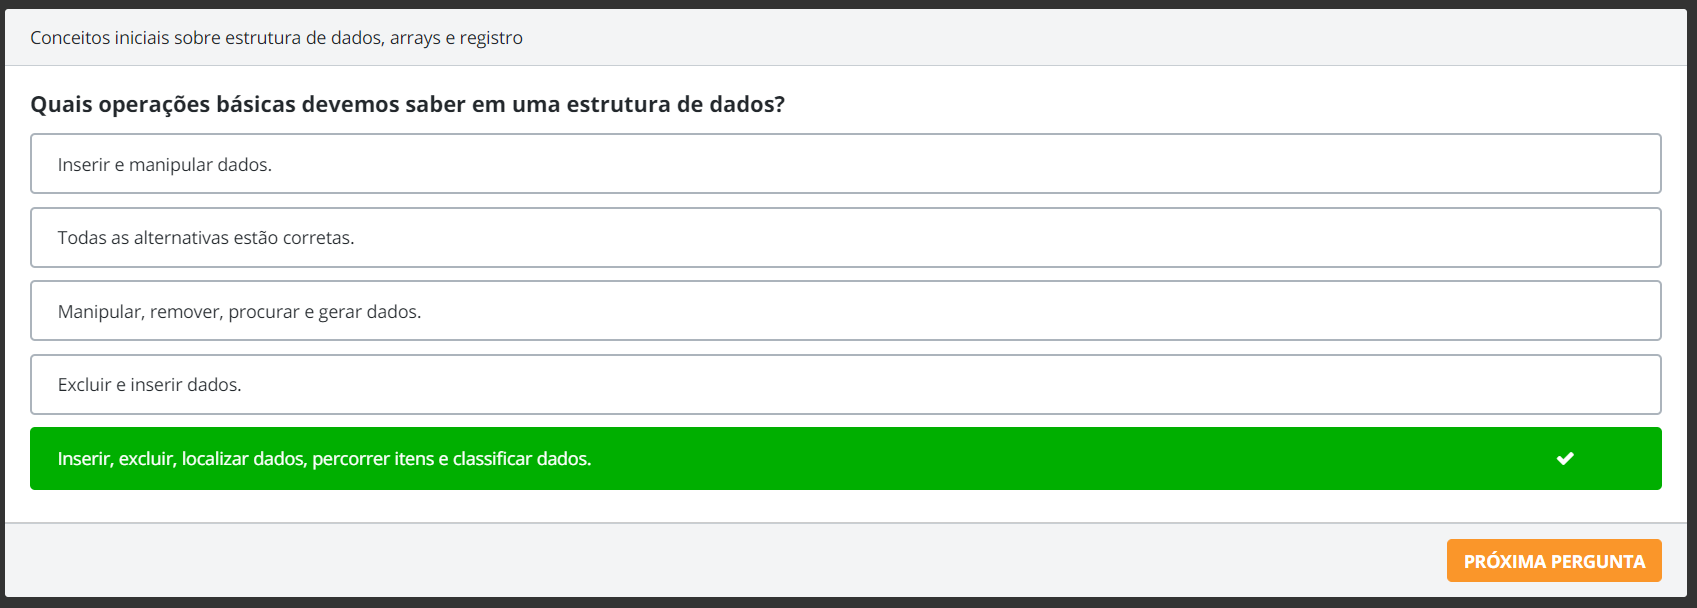 Conceitos iniciais sobre estrutura de dados, arrays e registro
Quais operações básicas devemos saber em uma estrutura de dados?
Inserir e manipular dados.
Todas as alternativas estão corretas.
Manipular, remover, procurar e gerar dados.
Excluir e inserir dados.
Inserir, excluir, localizar dados, percorrer itens e classificar dados.
PRÓXIMA PERGUNTA